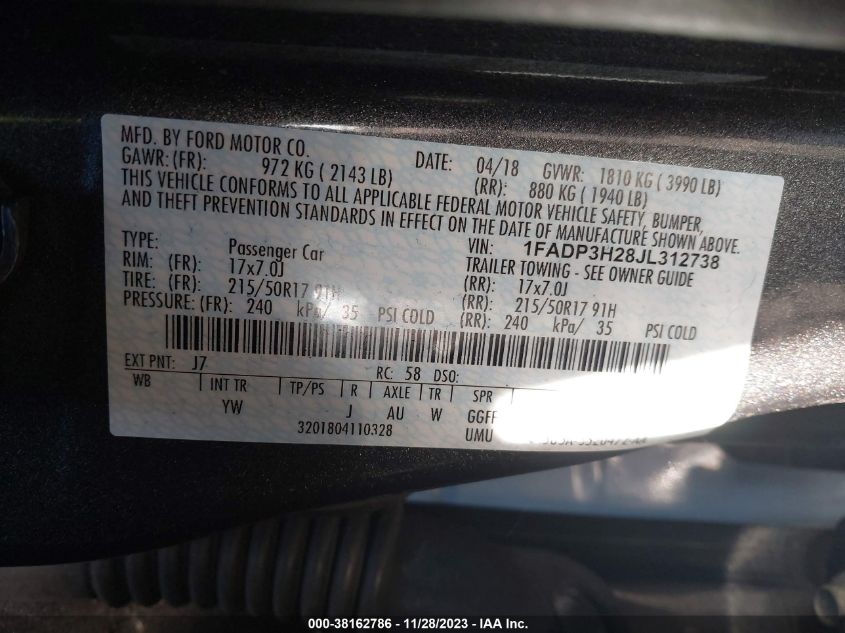 MFD. BY FORD MOTOR CO.
DATE: 04/18 GVWR: 1810 KG ( 3990 LB)
GAWR: (FR): 972 KG ( 2143 LB) (RR): 880 KG ( 1940 LB)
THIS VEHICLE CONFORMS TO ALL APPLICABLE FEDERAL MOTOR VEHICLE SAFETY, BUMPER,
AND THEFT PREVENTION STANDARDS IN EFFECT ON THE DATE OF MANUFACTURE SHOWN ABOVE.
TYPE: Passenger Car VIN: 1FADP3H28JL312738
TRAILER TOWING - SEE OWNER GUIDE
RIM: (FR): 17x7.0J (RR): 17x7.0J
TIRE: (FR): 215/50R17 91H (RR): 215/50R17 91H
PRESSURE: (FR): 240 kPa/ 35 PSI COLD (RR): 240 kPa/ 35 PSI COLD
EXT PNT: J7 RC: 58 DSO:
WB INT TR TP/PS R AXLE TR SPR
YW J AU W GGFF
3201804110328 UMU
000-38162786 - 11/28/2023 - IAA Inc.